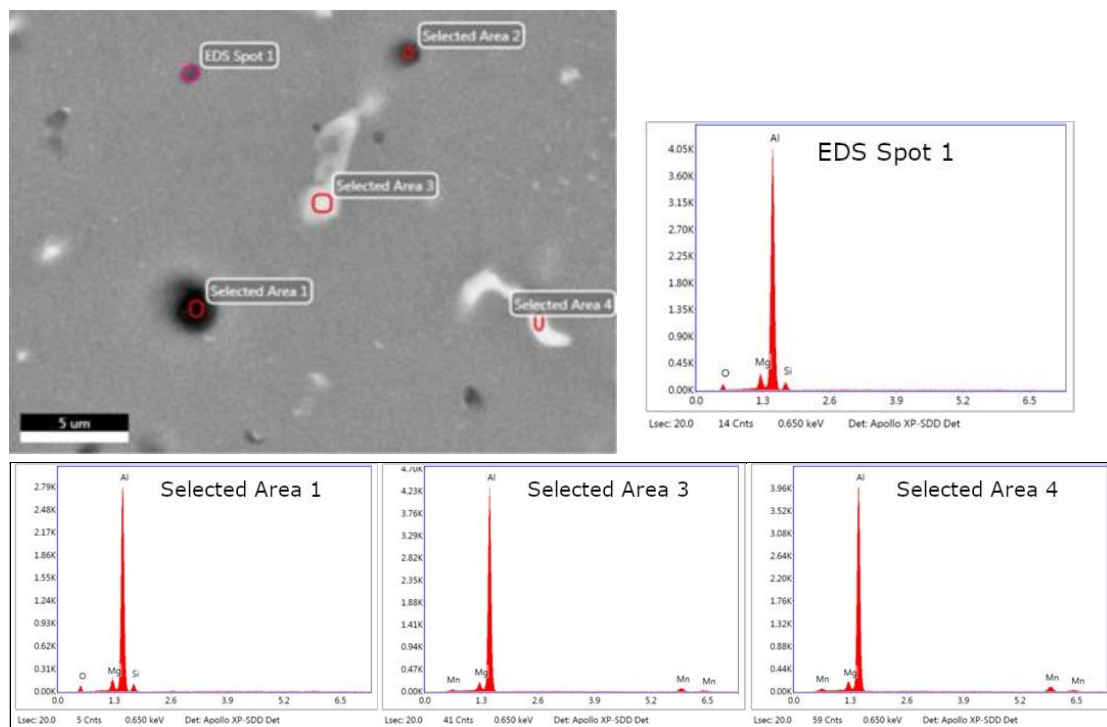 EDS Spot 1
Selected Area 2
Selected Area 3
Selected Area 1
Selected Area 4
5 um
EDS Spot 1
Al
4.05K
3.60K
3.15K
2.70K
2.25K
1.80K
1.35K
0.90K
0.45K
0.00K
O
Mg
Si
0.0 1.3 2.6 3.9 5.2 6.5
Lsec: 20.0 14 Cnts 0.650 keV Det: Apollo XP-SDD Det
Selected Area 1
Al
2.79K
2.48K
2.17K
1.86K
1.55K
1.24K
0.93K
0.62K
0.31K
0.00K
O
Mg
Si
0.0 1.3 2.6 3.9 5.2 6.5
Lsec: 20.0 5 Cnts 0.650 keV Det: Apollo XP-SDD Det
Selected Area 3
Al
4.70K
4.23K
3.76K
3.29K
2.82K
2.35K
1.88K
1.41K
0.94K
0.47K
0.00K
Mn
Mg
Mn
Mn
0.0 1.3 2.6 3.9 5.2 6.5
Lsec: 20.0 41 Cnts 0.650 keV Det: Apollo XP-SDD Det
Selected Area 4
Al
3.96K
3.52K
3.08K
2.64K
2.20K
1.76K
1.32K
0.88K
0.44K
0.00K
Mn
Mg
Mn
Mn
0.0 1.3 2.6 3.9 5.2 6.5
Lsec: 20.0 59 Cnts 0.650 keV Det: Apollo XP-SDD Det